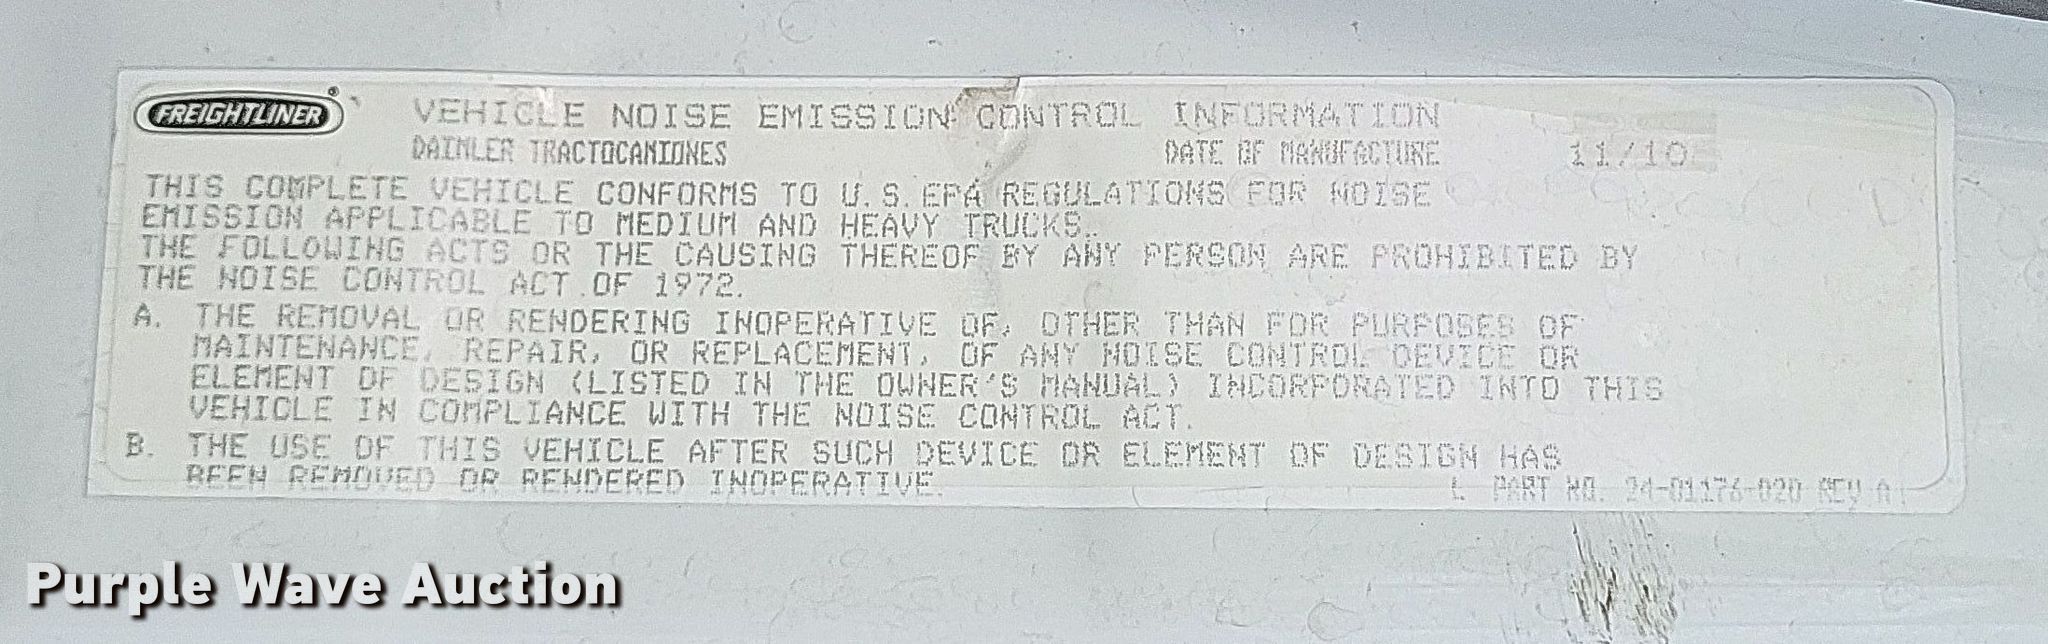 FREIGHTLINER® VEHICLE NOISE EMISSION CONTROL INFORMATION
DAIMLER TRACTOCAMIONES DATE OF MANUFACTURE 11/10
THIS COMPLETE VEHICLE CONFORMS TO U.S.EPA REGULATIONS FOR NOISE
EMISSION APPLICABLE TO MEDIUM AND HEAVY TRUCKS.
THE FOLLOWING ACTS OR THE CAUSING THEREOF BY ANY PERSON ARE PROHIBITED BY
THE NOISE CONTROL ACT OF 1972.
A. THE REMOVAL OR RENDERING INOPERATIVE OF, OTHER THAN FOR PURPOSES OF
MAINTENANCE, REPAIR, OR REPLACEMENT, OF ANY NOISE CONTROL DEVICE OR
ELEMENT OF DESIGN (LISTED IN THE OWNER'S MANUAL) INCORPORATED INTO THIS
VEHICLE IN COMPLIANCE WITH THE NOISE CONTROL ACT.
B. THE USE OF THIS VEHICLE AFTER SUCH DEVICE OR ELEMENT OF DESIGN HAS
BEEN REMOVED OR RENDERED INOPERATIVE.
L PART NO. 24-01176-020 REV A
Purple Wave Auction